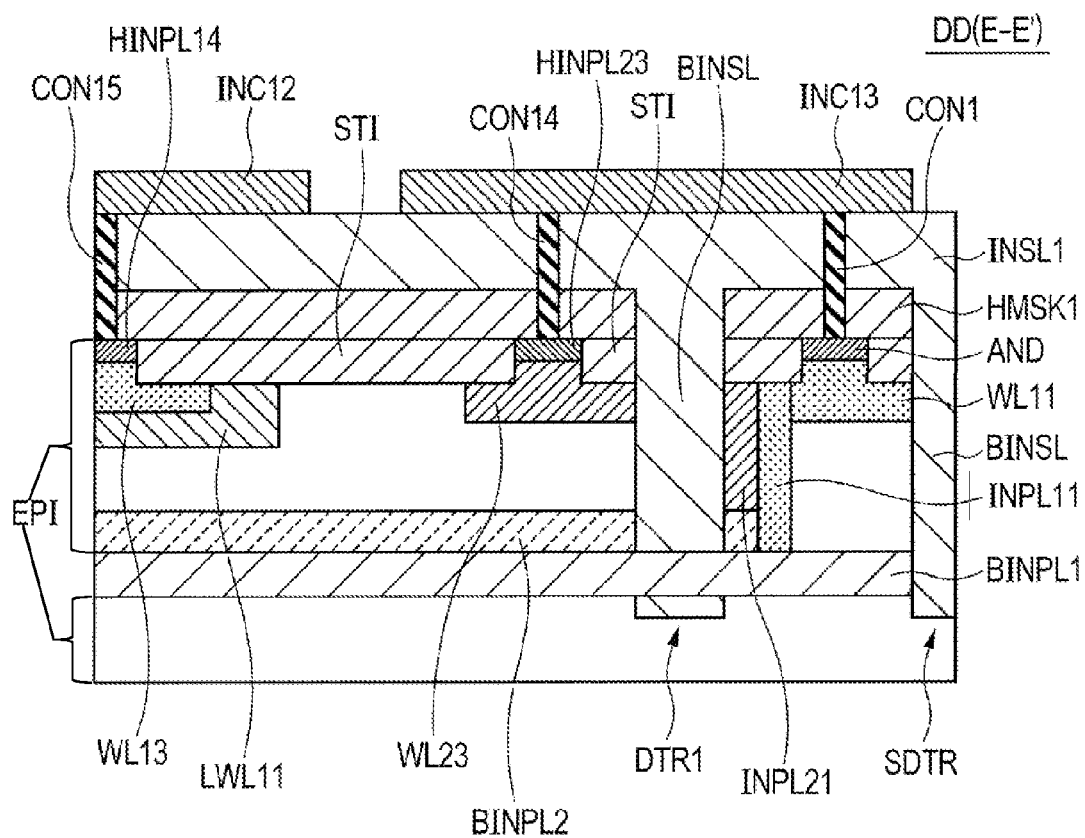 DD(E-E')
HINPL14
HINPL23
BINSL
CON15
INC12
INC13
CON1
CON14
STI
STI
INSL1
HMSK1
AND
WL11
BINSL
INPL11
EPI
BINPL1
WL13
LWL11
WL23
DTR1
SDTR
INPL21
BINPL2